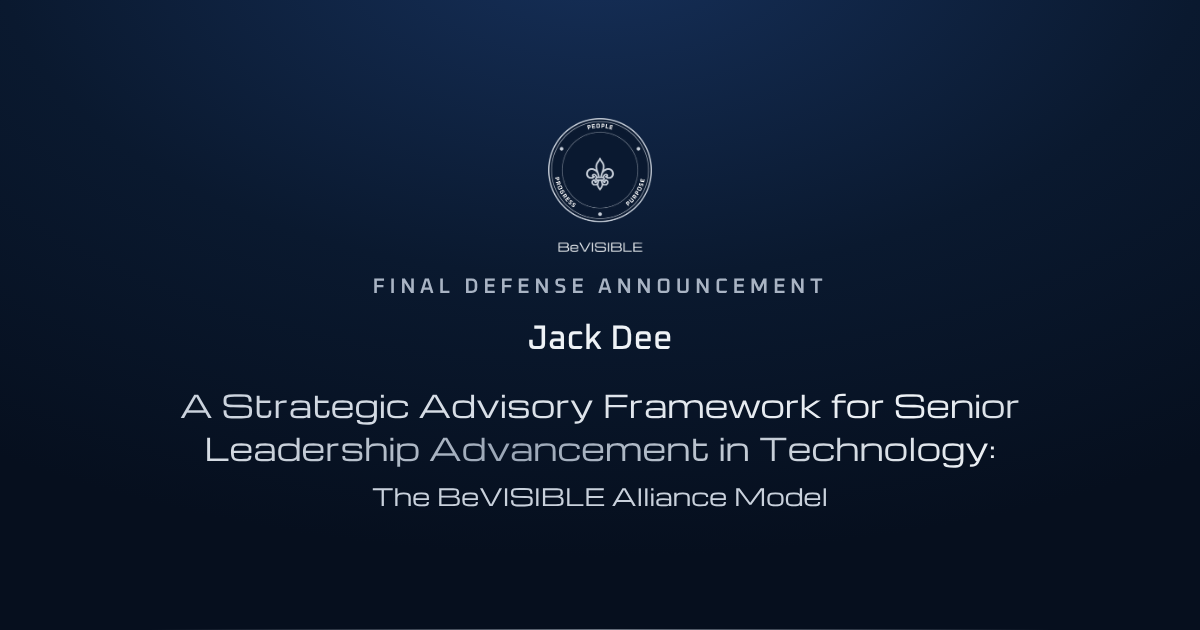 PEOPLE
PROGRESS
PURPOSE
BeVISIBLE
FINAL DEFENSE ANNOUNCEMENT
Jack Dee
A Strategic Advisory Framework for Senior
Leadership Advancement in Technology:
The BeVISIBLE Alliance Model